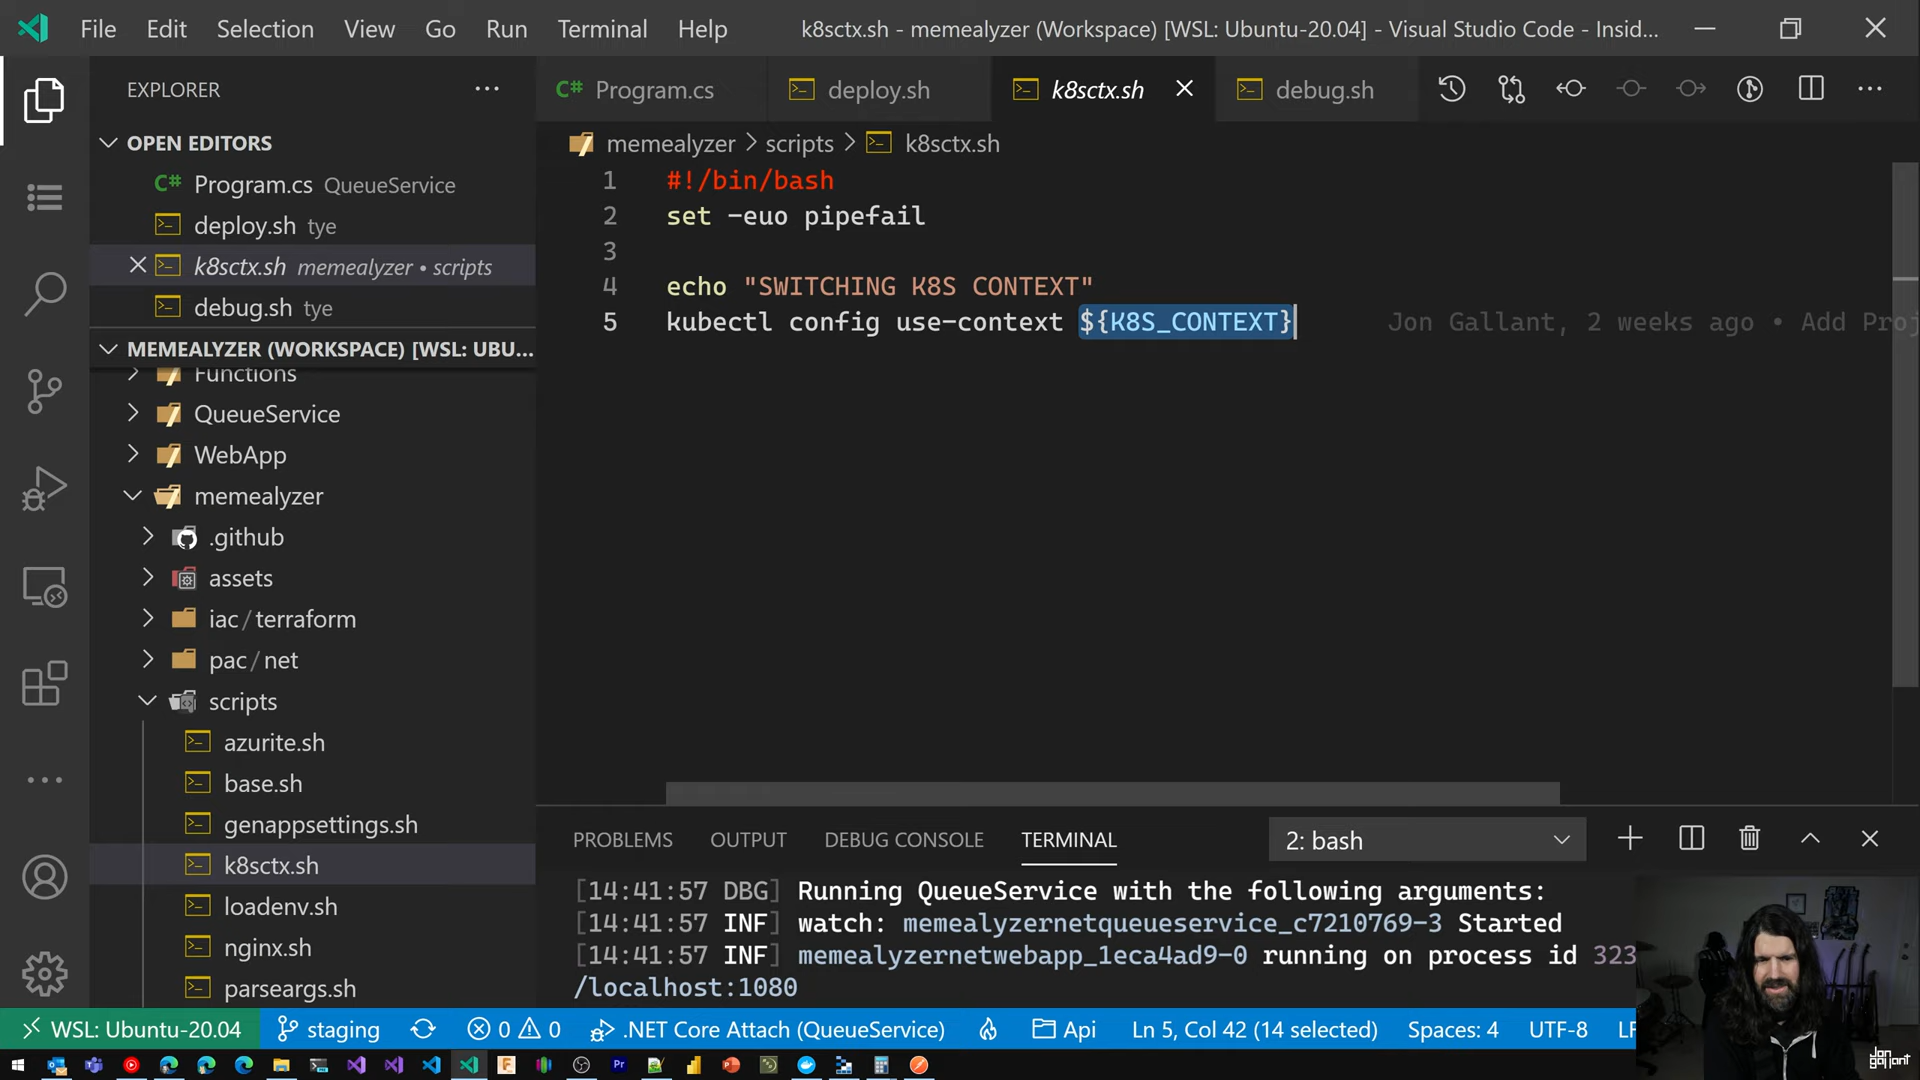 File Edit Selection View Go Run Terminal Help k8sctx.sh - memealyzer (Workspace) [WSL: Ubuntu-20.04] - Visual Studio Code - Insid...
EXPLORER
OPEN EDITORS
C# Program.cs QueueService
deploy.sh tye
k8sctx.sh memealyzer • scripts
debug.sh tye
MEMEALYZER (WORKSPACE) [WSL: UBU...
Functions
QueueService
WebApp
memealyzer
.github
assets
iac/terraform
pac/net
scripts
azurite.sh
base.sh
genappsettings.sh
k8sctx.sh
loadenv.sh
nginx.sh
parseargs.sh
C# Program.cs deploy.sh k8sctx.sh debug.sh
memealyzer > scripts > k8sctx.sh
1 #!/bin/bash
2 set -euo pipefail
3
4 echo "SWITCHING K8S CONTEXT"
5 kubectl config use-context ${K8S_CONTEXT} Jon Gallant, 2 weeks ago • Add Proj
PROBLEMS OUTPUT DEBUG CONSOLE TERMINAL 2: bash
[14:41:57 DBG] Running QueueService with the following arguments:
[14:41:57 INF] watch: memealyzernetqueueservice_c7210769-3 Started
[14:41:57 INF] memealyzernetwebapp_1eca4ad9-0 running on process id 323
/localhost:1080
WSL: Ubuntu-20.04 staging 0 0 .NET Core Attach (QueueService) Api Ln 5, Col 42 (14 selected) Spaces: 4 UTF-8 LF
jon gallant